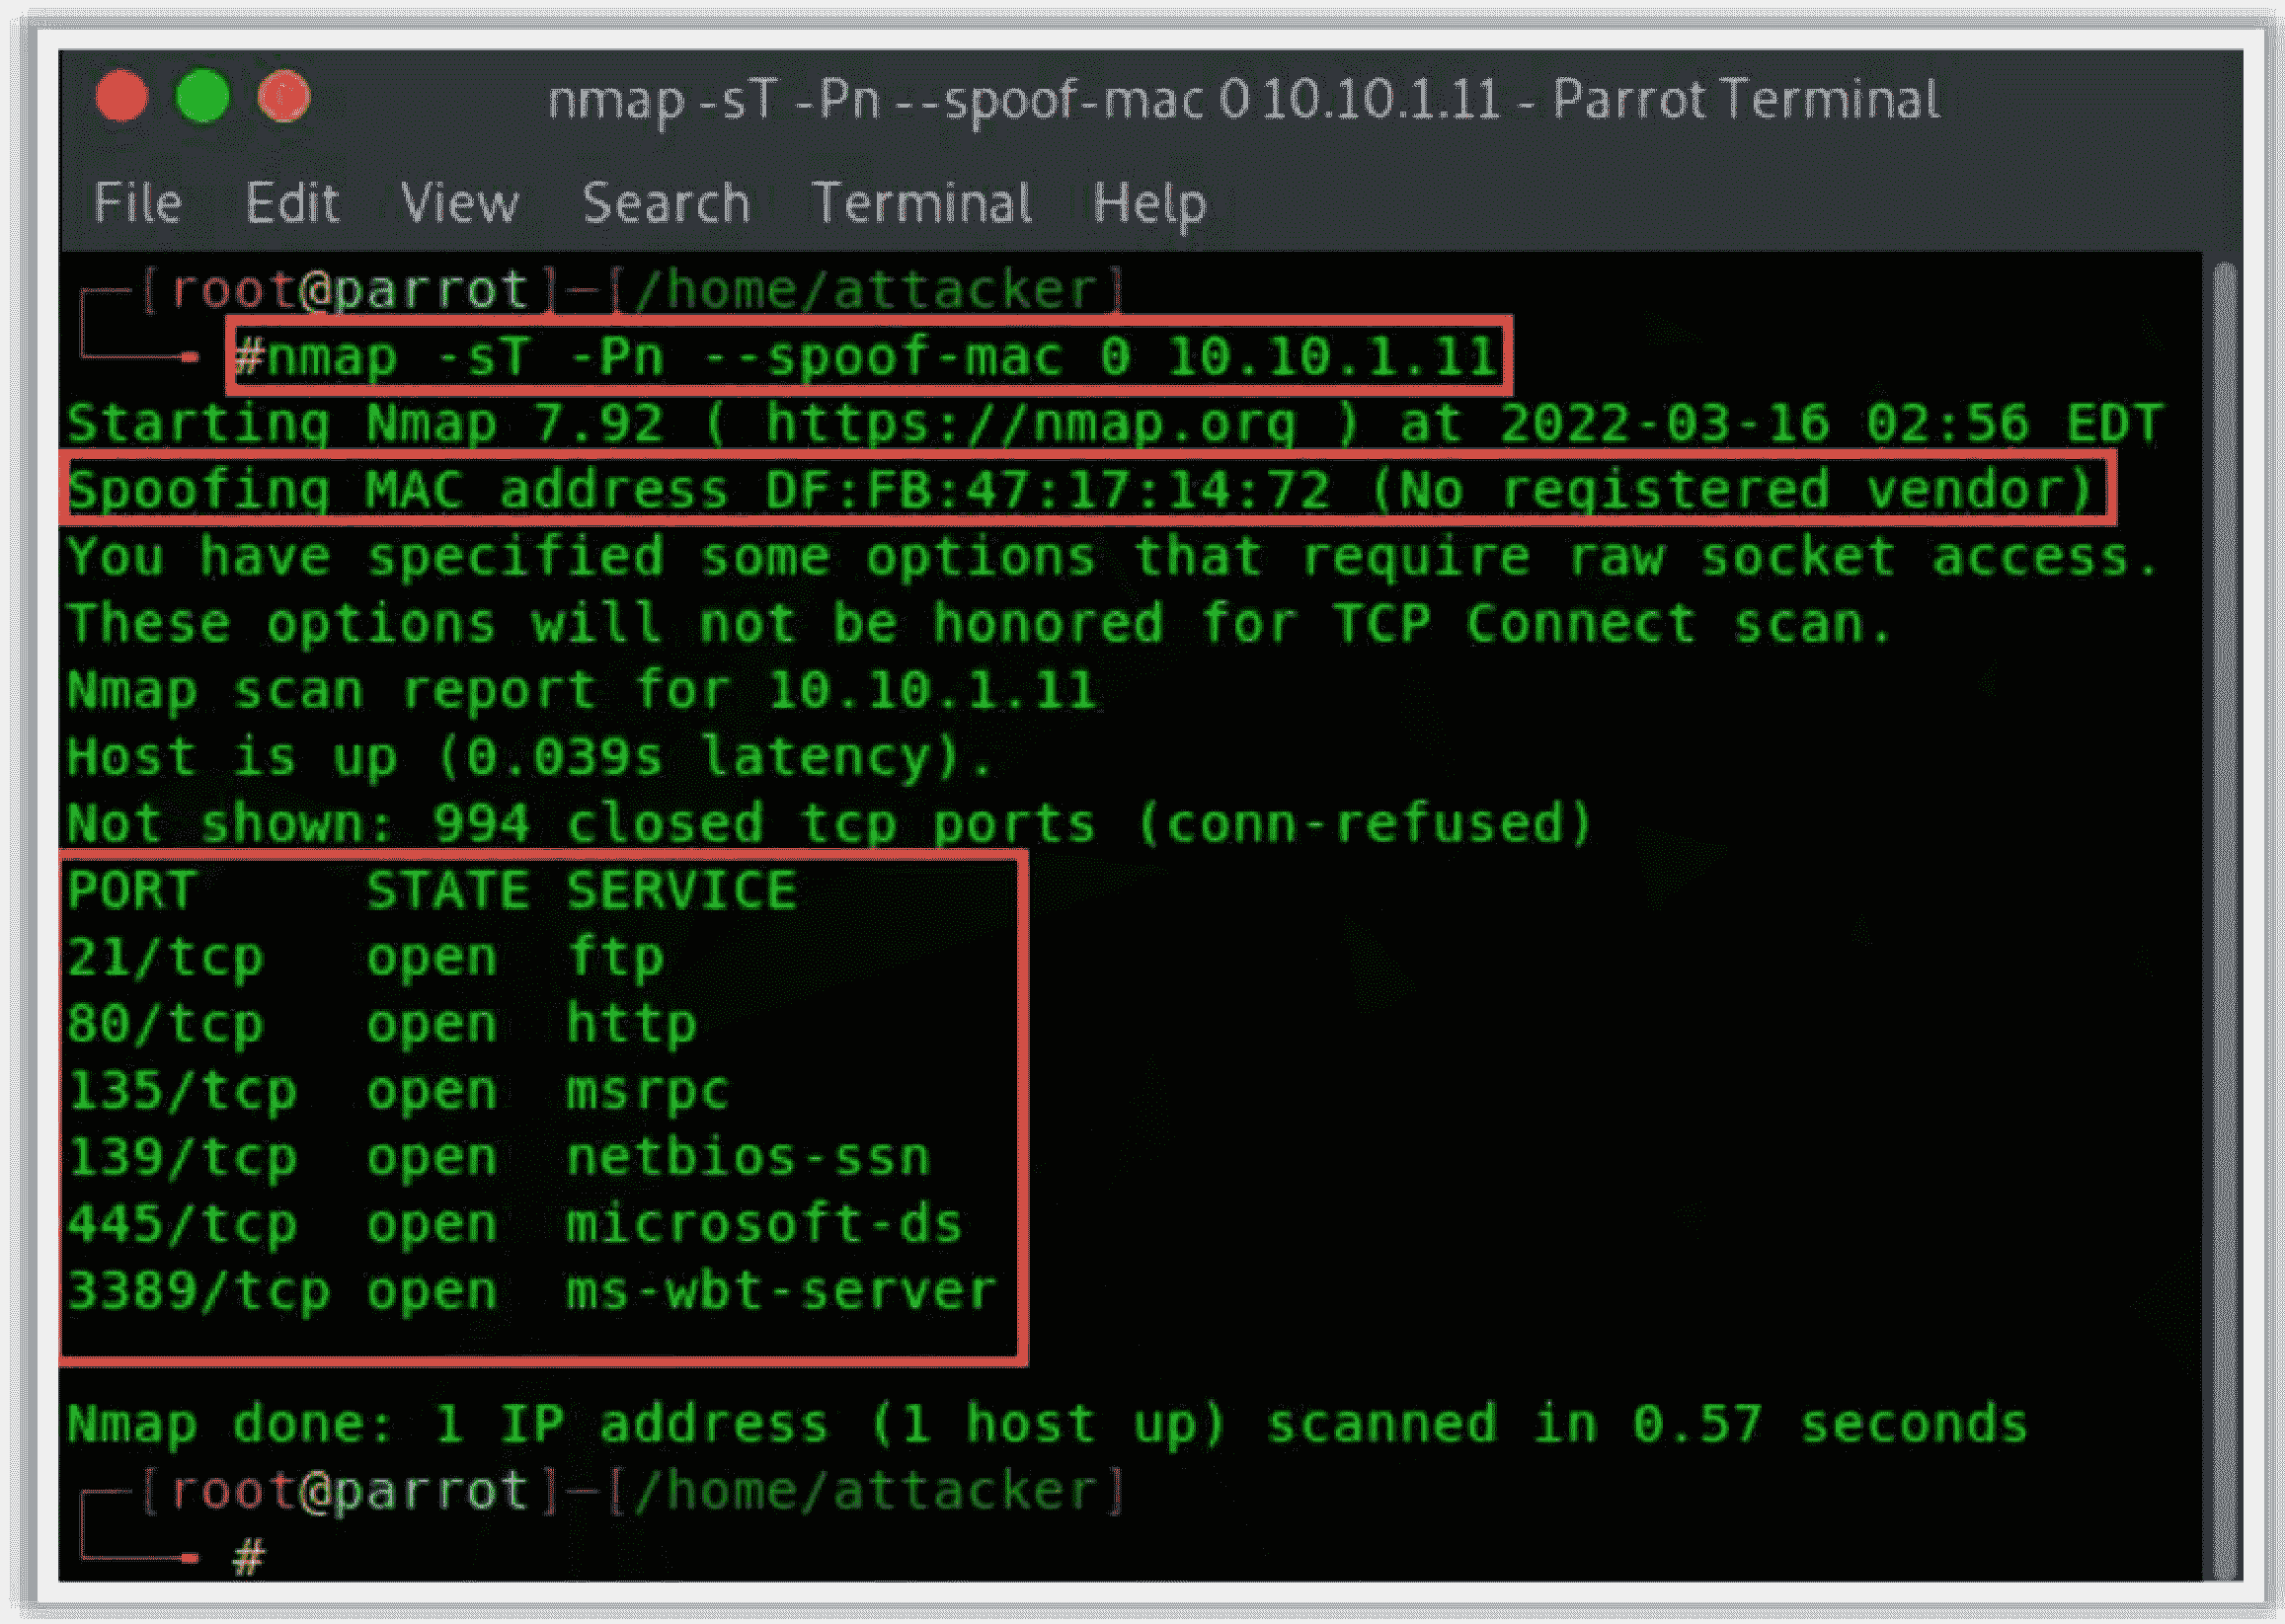 nmap -sT -Pn --spoof-mac 0 10.10.1.11 - Parrot Terminal
File Edit View Search Terminal Help
[root@parrot]─[/home/attacker]
#nmap -sT -Pn --spoof-mac 0 10.10.1.11
Starting Nmap 7.92 ( https://nmap.org ) at 2022-03-16 02:56 EDT
Spoofing MAC address DF:FB:47:17:14:72 (No registered vendor)
You have specified some options that require raw socket access.
These options will not be honored for TCP Connect scan.
Nmap scan report for 10.10.1.11
Host is up (0.039s latency).
Not shown: 994 closed tcp ports (conn-refused)
PORT STATE SERVICE
21/tcp open ftp
80/tcp open http
135/tcp open msrpc
139/tcp open netbios-ssn
445/tcp open microsoft-ds
3389/tcp open ms-wbt-server
Nmap done: 1 IP address (1 host up) scanned in 0.57 seconds
[root@parrot]─[/home/attacker]
#